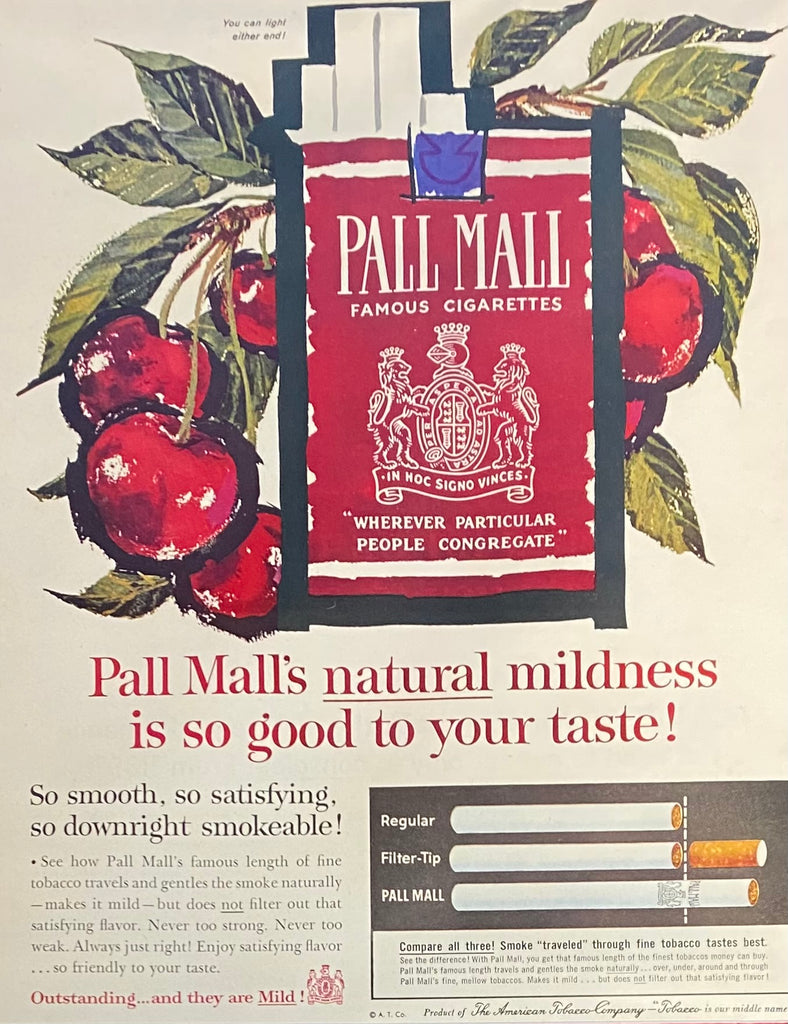 You can light
either end!
PALL MALL
FAMOUS CIGARETTES
PER ASPERA AD ASTRA
IN HOC SIGNO VINCES
"WHEREVER PARTICULAR
PEOPLE CONGREGATE"
Pall Mall's natural mildness
is so good to your taste!
So smooth, so satisfying,
so downright smokeable!
• See how Pall Mall's famous length of fine
tobacco travels and gentles the smoke naturally
—makes it mild—but does not filter out that
satisfying flavor. Never too strong. Never too
weak. Always just right! Enjoy satisfying flavor
...so friendly to your taste.
Outstanding...and they are Mild!
Regular
Filter-Tip
PALL MALL
PALL MALL
Compare all three! Smoke "traveled" through fine tobacco tastes best.
See the difference! With Pall Mall, you get that famous length of the finest tobaccos money can buy.
Pall Mall's famous length travels and gentles the smoke naturally...over, under, around and through
Pall Mall's fine, mellow tobaccos. Makes it mild ... but does not filter out that satisfying flavor!
© A. T. Co. Product of The American Tobacco Company — "Tobacco is our middle name